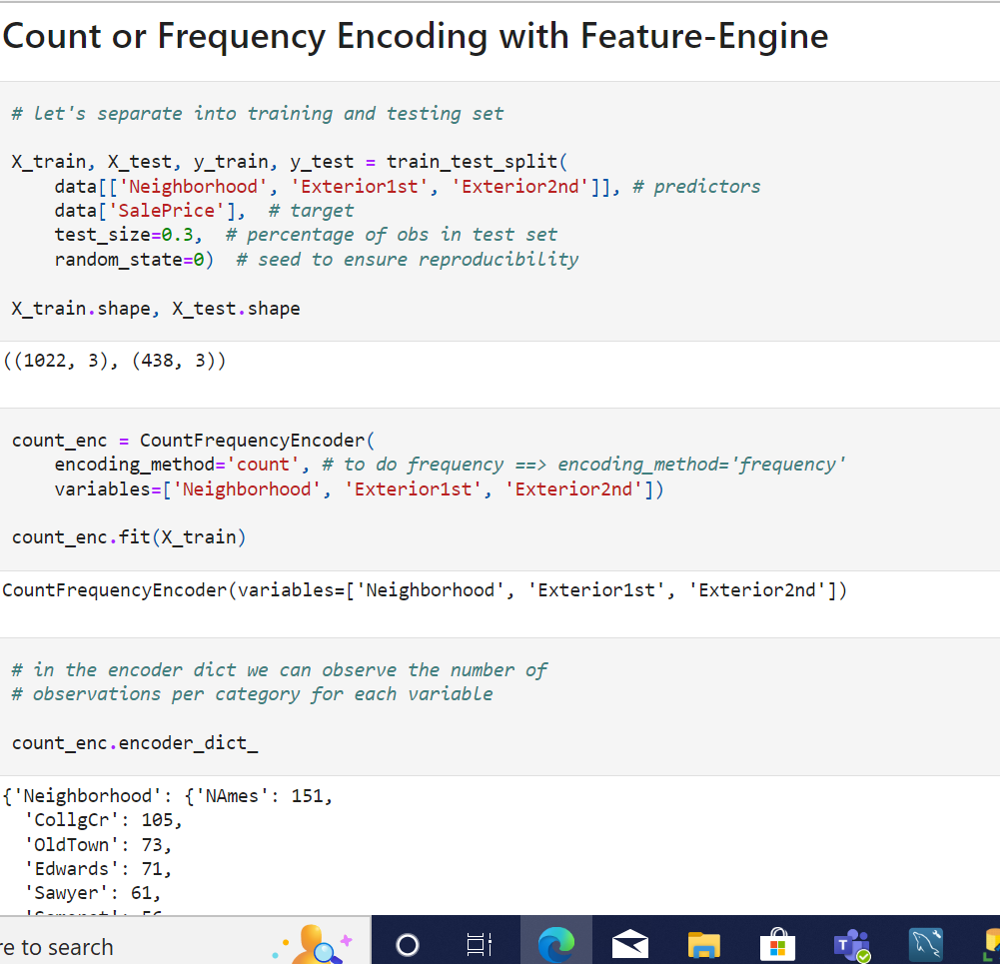 Count or Frequency Encoding with Feature-Engine
# let's separate into training and testing set
X_train, X_test, y_train, y_test = train_test_split(
    data[['Neighborhood', 'Exterior1st', 'Exterior2nd']], # predictors
    data['SalePrice'],  # target
    test_size=0.3,  # percentage of obs in test set
    random_state=0)  # seed to ensure reproducibility
X_train.shape, X_test.shape
((1022, 3), (438, 3))
count_enc = CountFrequencyEncoder(
    encoding_method='count', # to do frequency ==> encoding_method='frequency'
    variables=['Neighborhood', 'Exterior1st', 'Exterior2nd'])
count_enc.fit(X_train)
CountFrequencyEncoder(variables=['Neighborhood', 'Exterior1st', 'Exterior2nd'])
# in the encoder dict we can observe the number of
# observations per category for each variable
count_enc.encoder_dict_
{'Neighborhood': {'NAmes': 151,
  'CollgCr': 105,
  'OldTown': 73,
  'Edwards': 71,
  'Sawyer': 61,
re to search